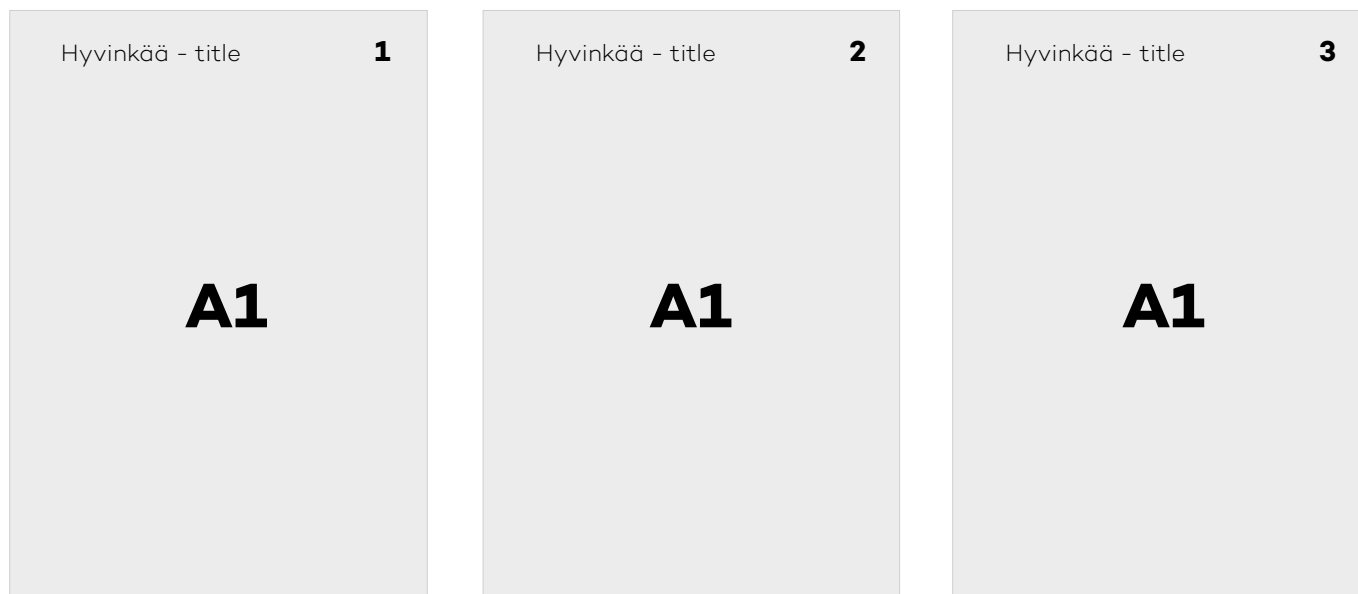 Hyvinkää - title 1
A1
Hyvinkää - title 2
A1
Hyvinkää - title 3
A1